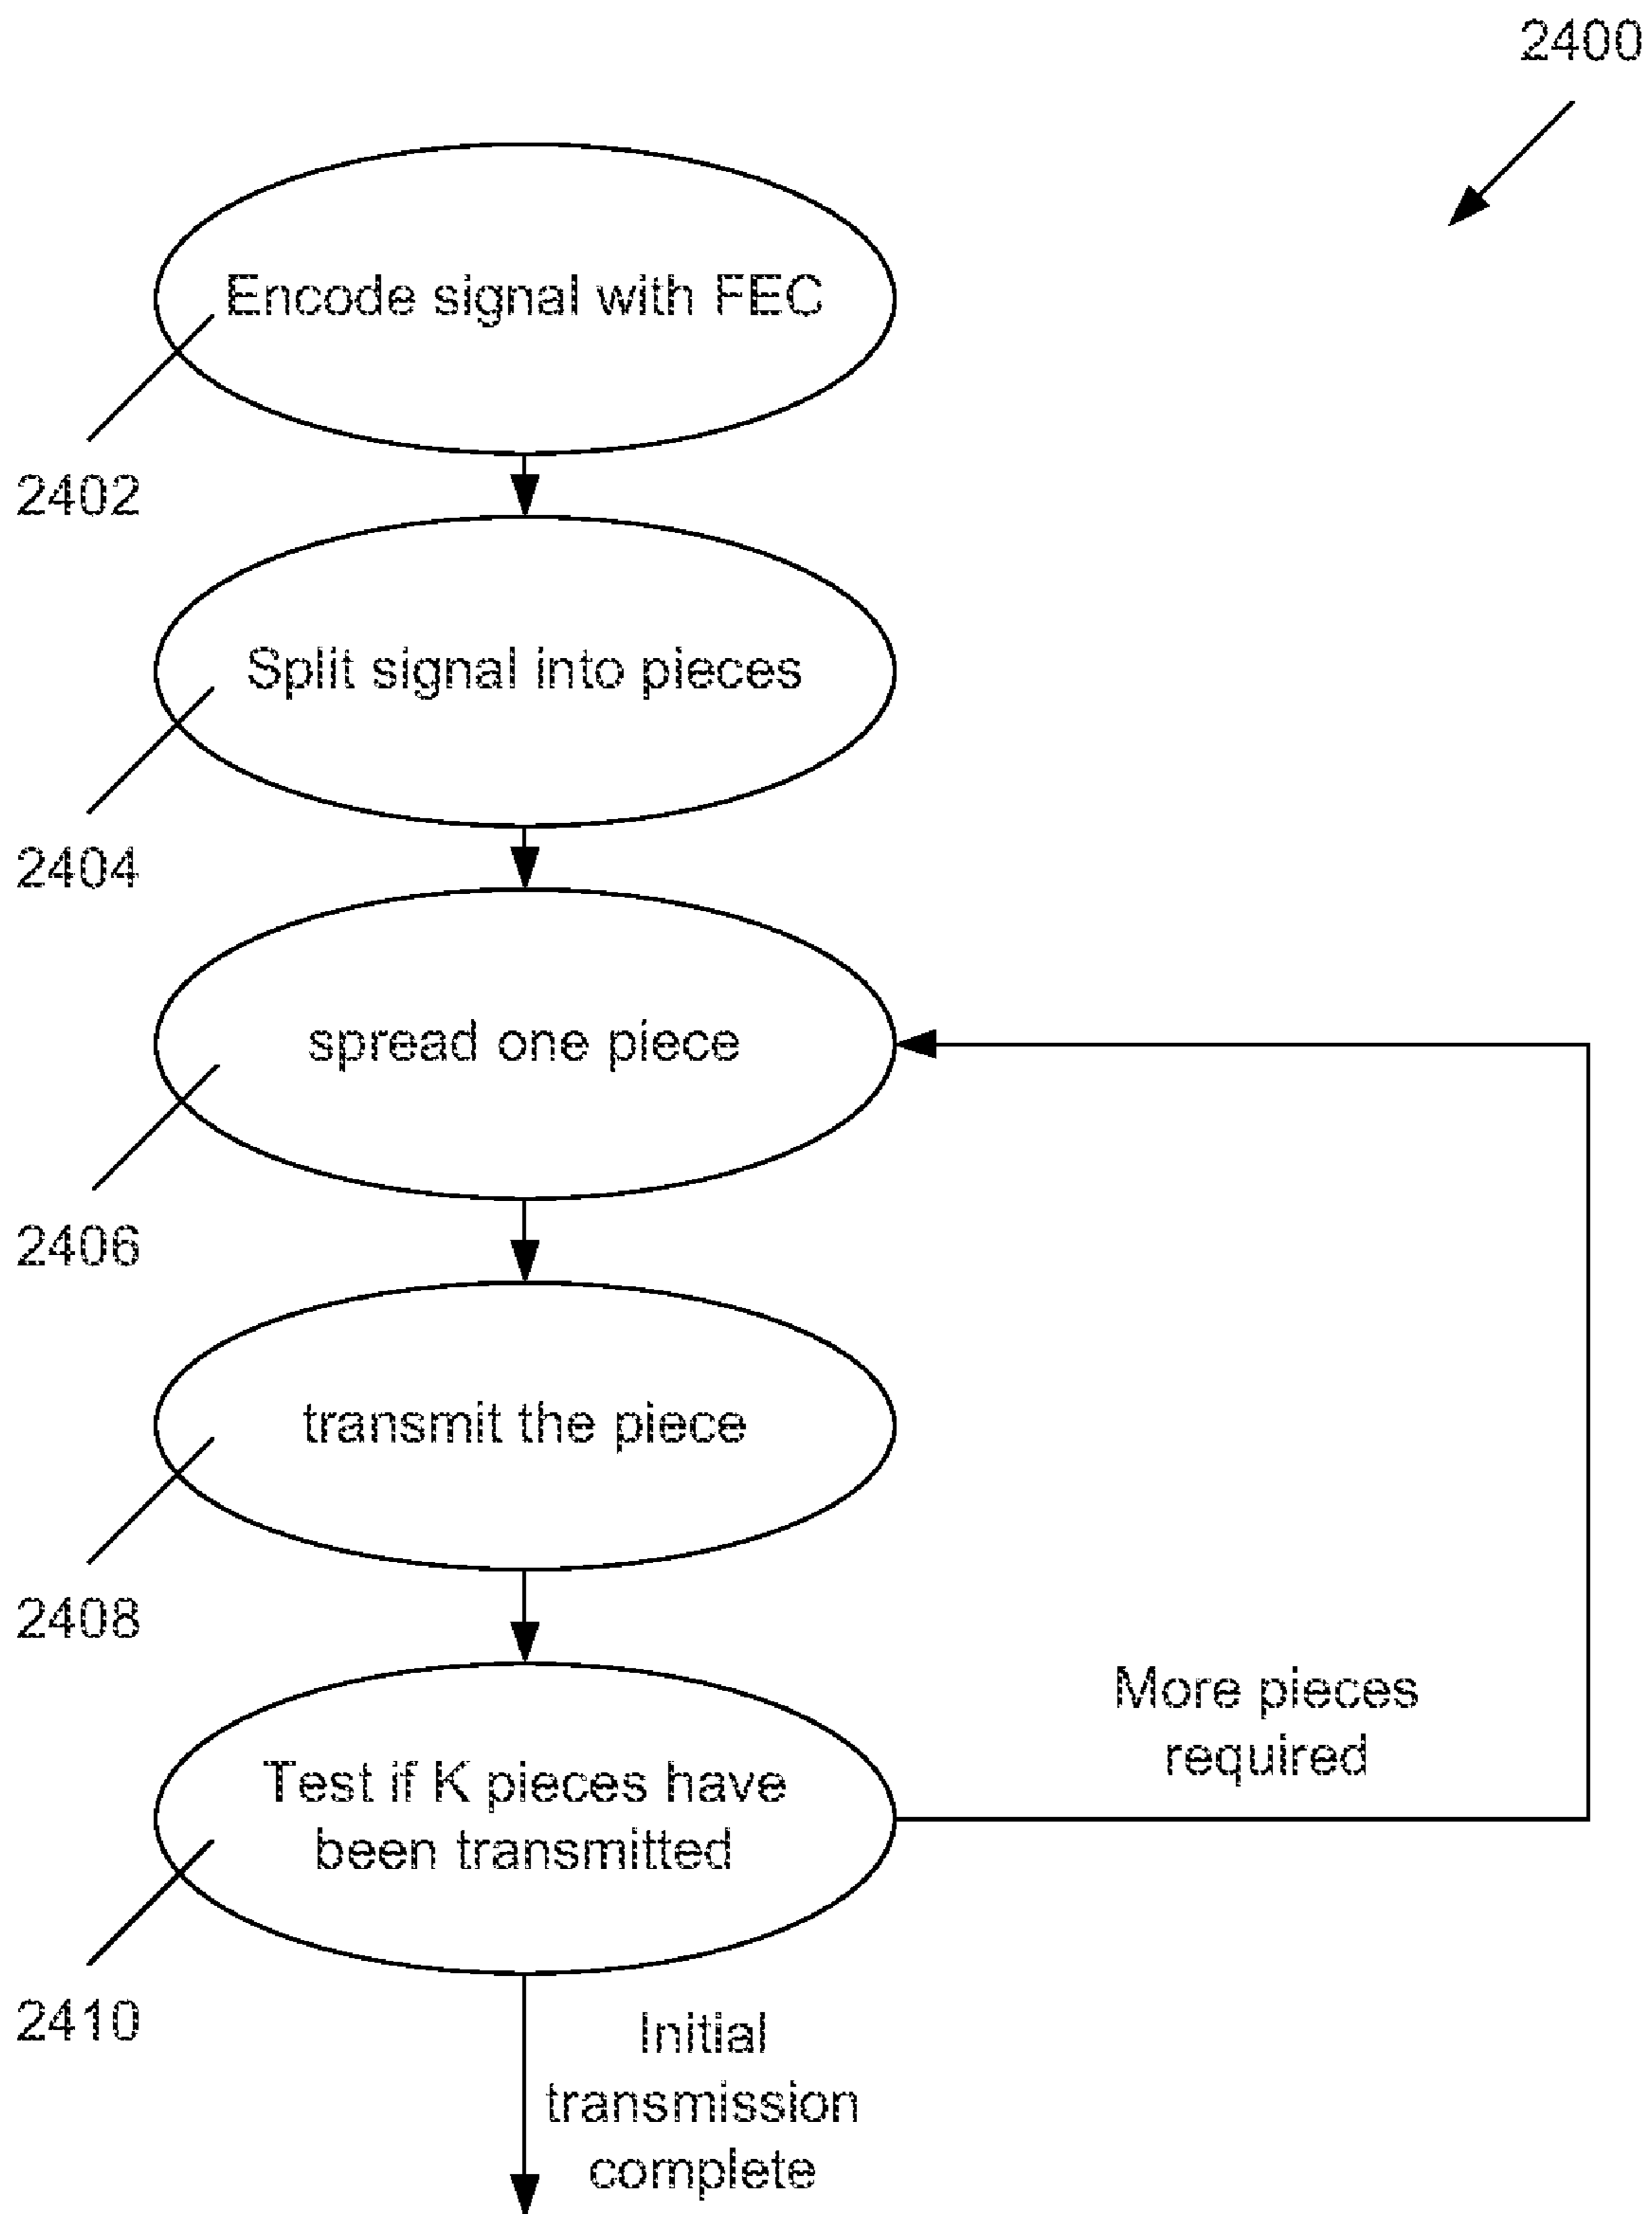 2400
Encode signal with FEC
2402
Split signal into pieces
2404
spread one piece
2406
transmit the piece
2408
More pieces
required
Test if K pieces have
been transmitted
2410
Initial
transmission
complete